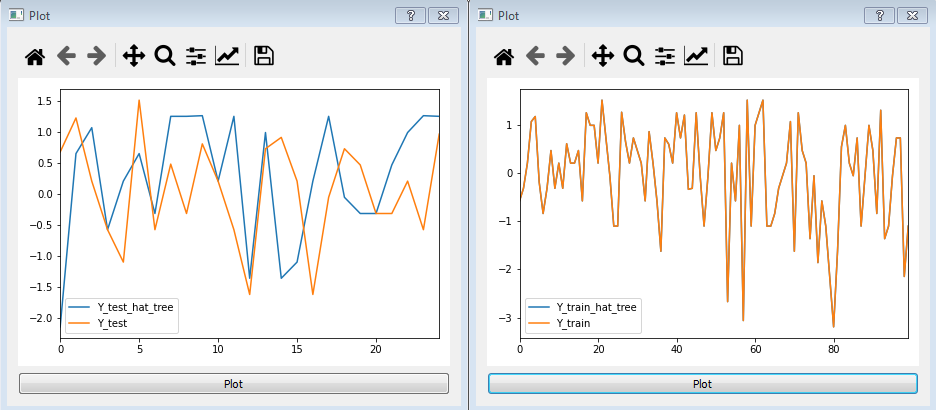 Plot
1.5
1.0
0.5
0.0
−0.5
−1.0
−1.5
−2.0
Y_test_hat_tree
Y_test
0 5 10 15 20
Plot
Plot
1
0
−1
−2
−3
Y_train_hat_tree
Y_train
0 20 40 60 80
Plot